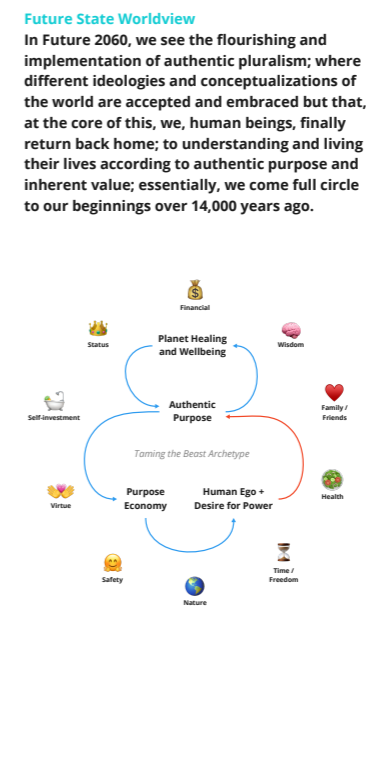 Future State Worldview
In Future 2060, we see the flourishing and
implementation of authentic pluralism; where
different ideologies and conceptualizations of
the world are accepted and embraced but that,
at the core of this, we, human beings, finally
return back home; to understanding and living
their lives according to authentic purpose and
inherent value; essentially, we come full circle
to our beginnings over 14,000 years ago.
Financial
Status
Planet Healing
and Wellbeing
Wisdom
Self-investment
Authentic
Purpose
Family /
Friends
Taming the Beast Archetype
Virtue
Purpose
Economy
Human Ego +
Desire for Power
Health
Safety
Time /
Freedom
Nature